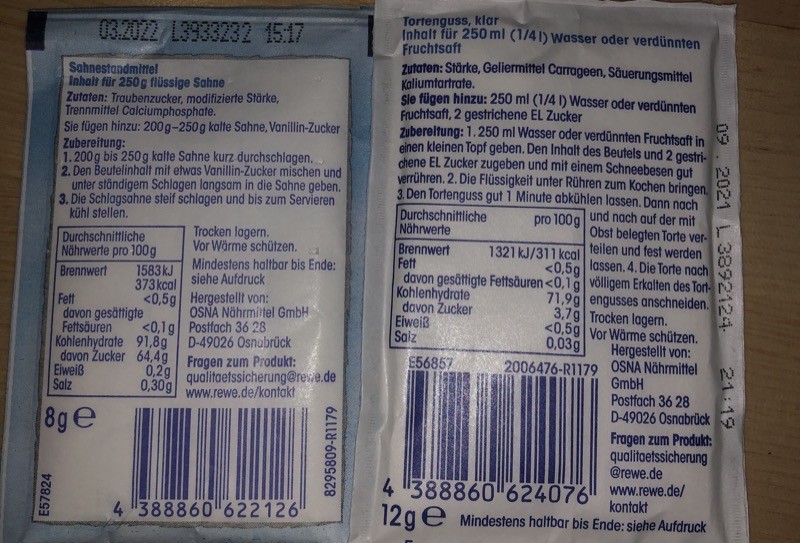 03.2022 L3933232 15:17
Sahnestandmittel
Inhalt für 250 g flüssige Sahne
Zutaten: Traubenzucker, modifizierte Stärke,
Trennmittel Calciumphosphate.
Sie fügen hinzu: 200 g–250 g kalte Sahne, Vanillin-Zucker
Zubereitung:
1. 200 g bis 250 g kalte Sahne kurz durchschlagen.
2. Den Beutelinhalt mit etwas Vanillin-Zucker mischen und
unter ständigem Schlagen langsam in die Sahne geben.
3. Die Schlagsahne steif schlagen und bis zum Servieren
kühl stellen.
Durchschnittliche
Nährwerte pro 100 g
Brennwert 1583 kJ
373 kcal
Fett <0,5g
davon gesättigte
Fettsäuren <0,1 g
Kohlenhydrate 91,8g
davon Zucker 64,4g
Eiweiß 0,2g
Salz 0,30g
Trocken lagern.
Vor Wärme schützen.
Mindestens haltbar bis Ende:
siehe Aufdruck
Hergestellt von:
OSNA Nährmittel GmbH
Postfach 36 28
D-49026 Osnabrück
Fragen zum Produkt:
qualitaetssicherung@rewe.de
www.rewe.de/kontakt
8g e
E57824
4 388860 622126
8295809-R1179
Tortenguss, klar
Inhalt für 250 ml (1/4 l) Wasser oder verdünnten
Fruchtsaft
Zutaten: Stärke, Geliermittel Carrageen, Säuerungsmittel
Kaliumtartrate.
Sie fügen hinzu: 250 ml (1/4 l) Wasser oder verdünnten
Fruchtsaft, 2 gestrichene EL Zucker
Zubereitung: 1. 250 ml Wasser oder verdünnten Fruchtsaft in
einen kleinen Topf geben. Den Inhalt des Beutels und 2 gestri-
chene EL Zucker zugeben und mit einem Schneebesen gut
verrühren. 2. Die Flüssigkeit unter Rühren zum Kochen bringen.
3. Den Tortenguss gut 1 Minute abkühlen lassen. Dann nach
und nach auf der mit
Obst belegten Torte ver-
teilen und fest werden
lassen. 4. Die Torte nach
völligem Erkalten des Tort-
engusses anschneiden.
Trocken lagern.
Vor Wärme schützen.
Durchschnittliche pro 100 g
Nährwerte
Brennwert 1321 kJ/311 kcal
Fett <0,5g
davon gesättigte Fettsäuren <0,1 g
Kohlenhydrate 71,9g
davon Zucker 3,7g
Eiweiß <0,5g
Salz 0,03g
Hergestellt von:
OSNA Nährmittel
GmbH
Postfach 36 28
D-49026 Osnabrück
Fragen zum Produkt:
qualitaetssicherung
@rewe.de
www.rewe.de/
kontakt
E56857 2006476-R1179
4 388860 624076
12g e Mindestens haltbar bis Ende: siehe Aufdruck
09.2021 L 3892124 21:19